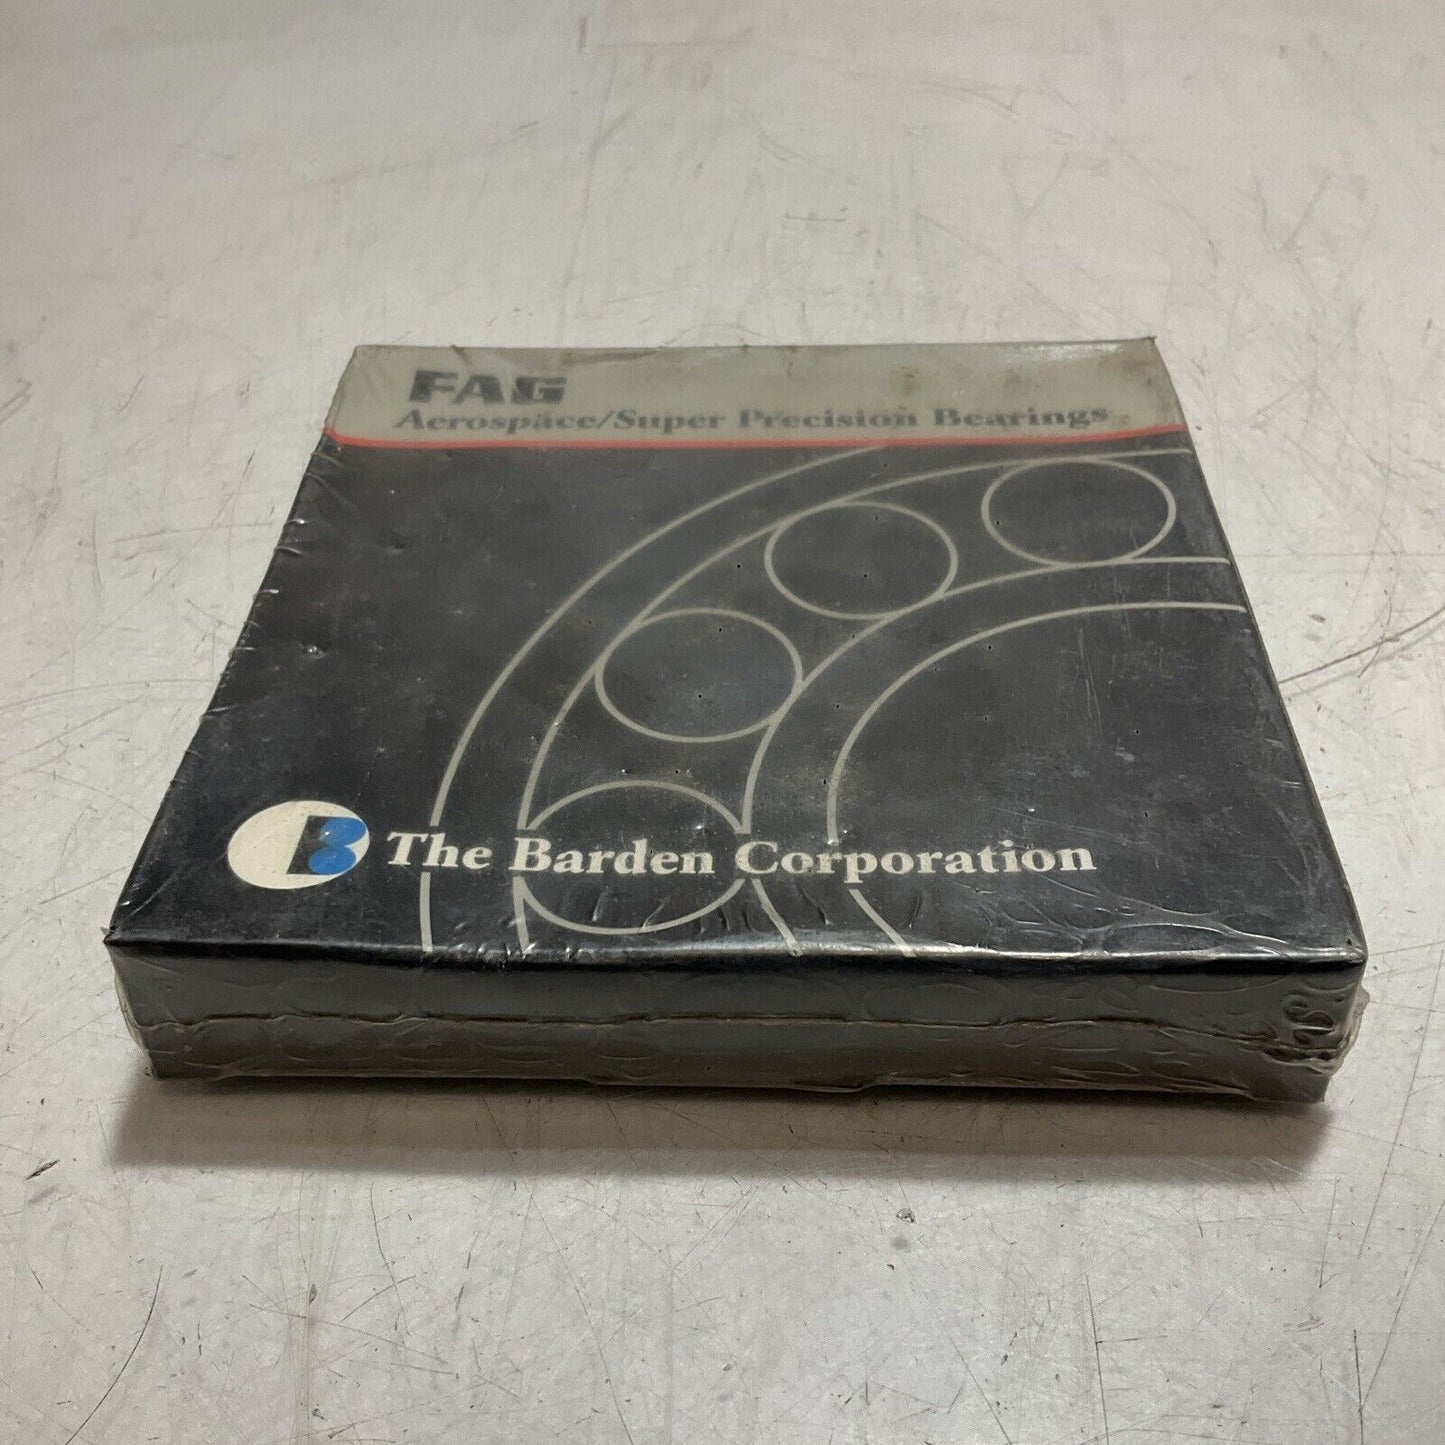 FAG
Aerospace/Super Precision Bearings
B The Barden Corporation